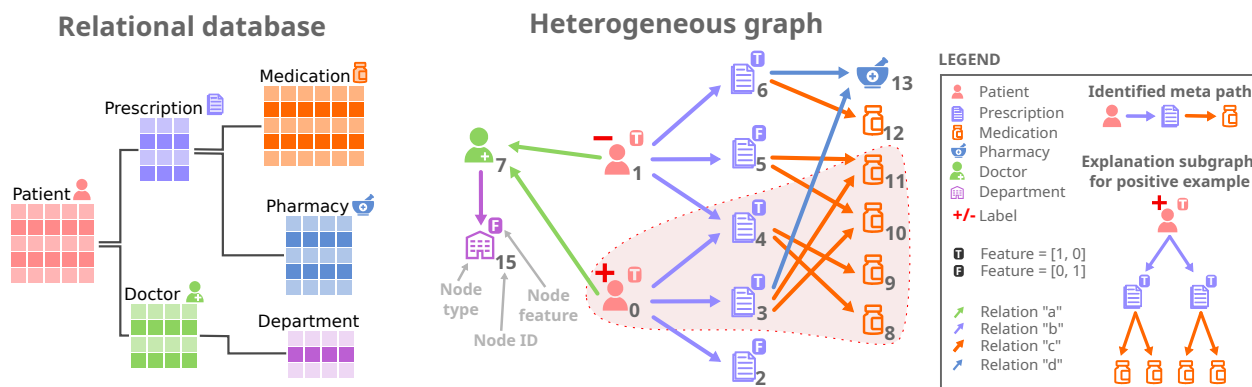 Relational database
Medication
Prescription
Patient
Pharmacy
Doctor
Department
Heterogeneous graph
T
6
13
12
F
5
T
1
7
11
T
4
10
F
15
T
0
T
3
9
8
F
2
Node
type
Node ID
Node
feature
LEGEND
Patient
Prescription
Medication
Pharmacy
Doctor
Department
+/- Label
T Feature = [1, 0]
F Feature = [0, 1]
Relation "a"
Relation "b"
Relation "c"
Relation "d"
Identified meta path
Explanation subgraph
for positive example
+ T
T
T